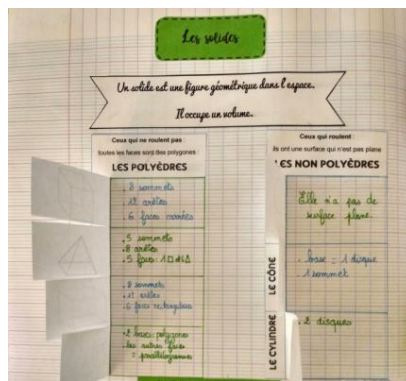 Les solides
Un solide est une figure géométrique dans l'espace.
Il occupe un volume.
Ceux qui ne roulent pas
toutes les faces sont des polygones
LES POLYÈDRES
. 8 sommets
. 12 arêtes
. 6 faces carrées
. 5 sommets
. 8 arêtes
. 5 faces: 1□ et 4△
. 8 sommets
. 12 arêtes
. 6 faces rectangulaires
. 2 bases polygones
. les autres faces
= parallélogrammes
Ceux qui roulent
ils ont une surface qui n'est pas plane
ES NON POLYÈDRES
Elle n'a pas de
surface plane.
LE CÔNE
. base = 1 disque
. 1 sommet
LE CYLINDRE
. 2 disques